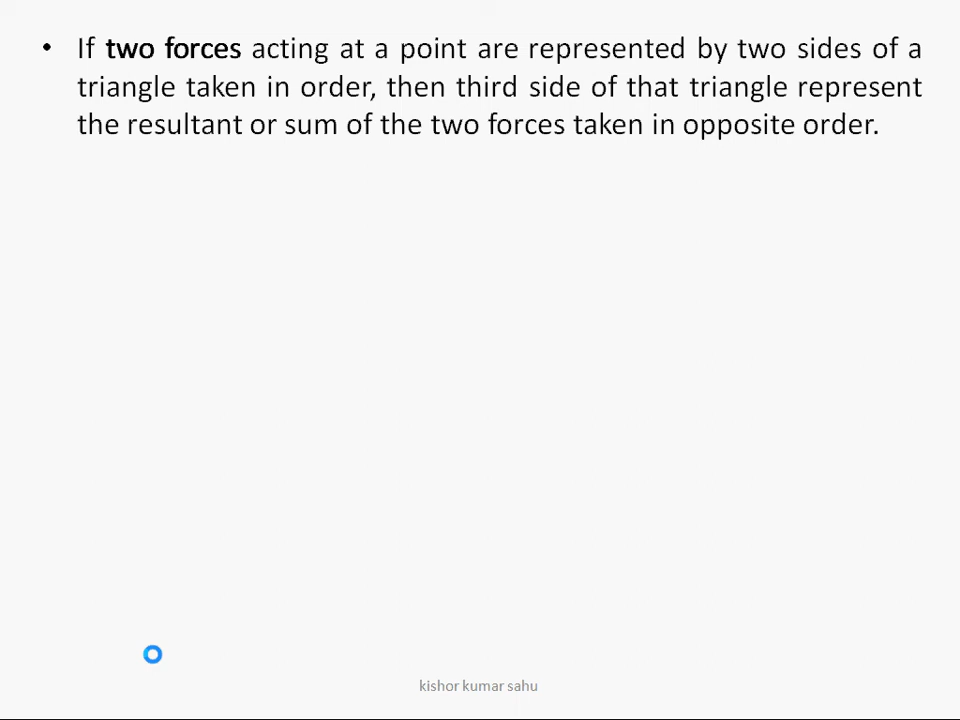 • If two forces acting at a point are represented by two sides of a
triangle taken in order, then third side of that triangle represent
the resultant or sum of the two forces taken in opposite order.
kishor kumar sahu